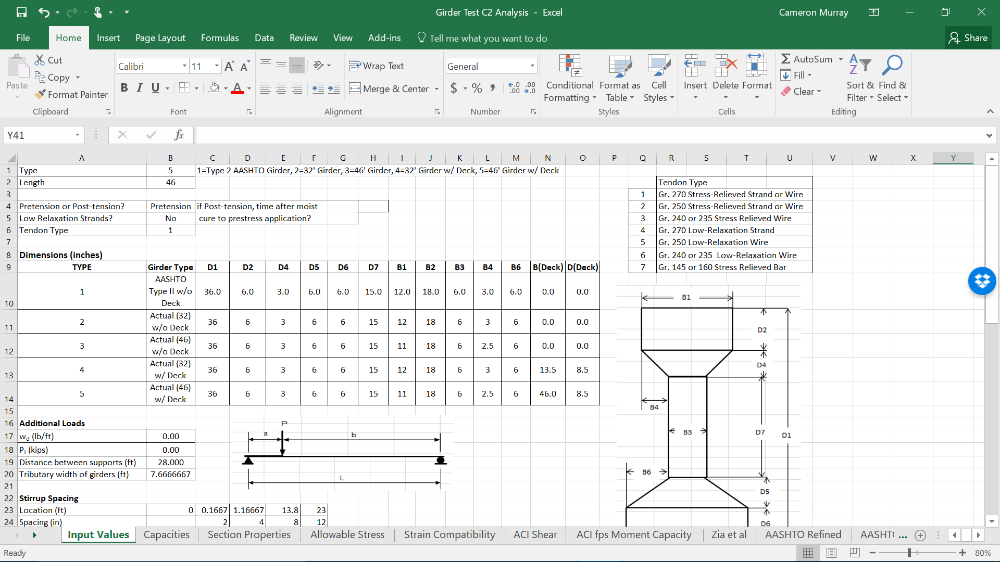 Girder Test C2 Analysis - Excel
Cameron Murray
File Home Insert Page Layout Formulas Data Review View Add-ins Tell me what you want to do Share
Paste
Cut
Copy
Format Painter
Clipboard
Calibri 11
B I U
Font
Wrap Text
Merge & Center
Alignment
General
$ % ,
Number
Conditional Formatting
Format as Table
Cell Styles
Styles
Insert Delete Format
Cells
AutoSum
Fill
Clear
Sort & Filter
Find & Select
Editing
Y41
fx
A B C D E F G H I J K L M N O P Q R S T U V W X Y
1 Type 5 1=Type 2 AASHTO Girder, 2=32' Girder, 3=46' Girder, 4=32' Girder w/ Deck, 5=46' Girder w/ Deck
2 Length 46 Tendon Type
3 1 Gr. 270 Stress-Relieved Strand or Wire
4 Pretension or Post-tension? Pretension if Post-tension, time after moist 2 Gr. 250 Stress-Relieved Strand or Wire
5 Low Relaxation Strands? No cure to prestress application? 3 Gr. 240 or 235 Stress Relieved Wire
6 Tendon Type 1 4 Gr. 270 Low-Relaxation Strand
7 5 Gr. 250 Low-Relaxation Wire
8 Dimensions (inches) 6 Gr. 240 or 235 Low-Relaxation Wire
9 TYPE Girder Type D1 D2 D4 D5 D6 D7 B1 B2 B3 B4 B6 B(Deck) D(Deck) 7 Gr. 145 or 160 Stress Relieved Bar
10 1 AASHTO Type II w/o Deck 36.0 6.0 3.0 6.0 6.0 15.0 12.0 18.0 6.0 3.0 6.0 0.0 0.0
11 2 Actual (32) w/o Deck 36 6 3 6 6 15 12 18 6 3 6 0.0 0.0
12 3 Actual (46) w/o Deck 36 6 3 6 6 15 11 18 6 2.5 6 0.0 0.0
13 4 Actual (32) w/ Deck 36 6 3 6 6 15 12 18 6 3 6 13.5 8.5
14 5 Actual (46) w/ Deck 36 6 3 6 6 15 11 18 6 2.5 6 46.0 8.5
15
16 Additional Loads
17 wd (lb/ft) 0.00
18 Pl (kips) 0.00
19 Distance between supports (ft) 28.000
20 Tributary width of girders (ft) 7.6666667
21
22 Stirrup Spacing
23 Location (ft) 0 0.1667 1.16667 13.8 23
24 Spacing (in) 2 4 8 12
P
a
b
L
B1
D2
D4
B4
B3
D7
D1
B6
D5
D6
Input Values Capacities Section Properties Allowable Stress Strain Compatibility ACI Shear ACI fps Moment Capacity Zia et al AASHTO Refined AASHT( ...
Ready
80%